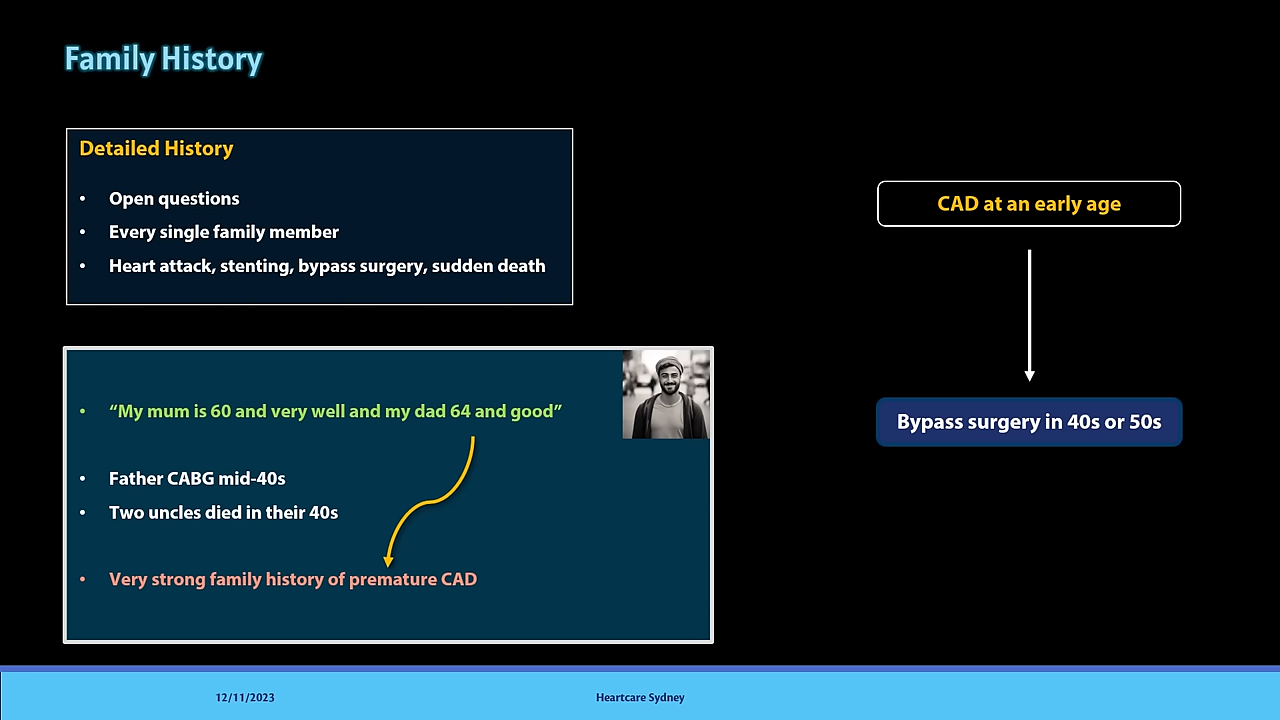 Family History
Detailed History
• Open questions
• Every single family member
• Heart attack, stenting, bypass surgery, sudden death
CAD at an early age
Bypass surgery in 40s or 50s
• “My mum is 60 and very well and my dad 64 and good”
• Father CABG mid-40s
• Two uncles died in their 40s
• Very strong family history of premature CAD
12/11/2023
Heartcare Sydney